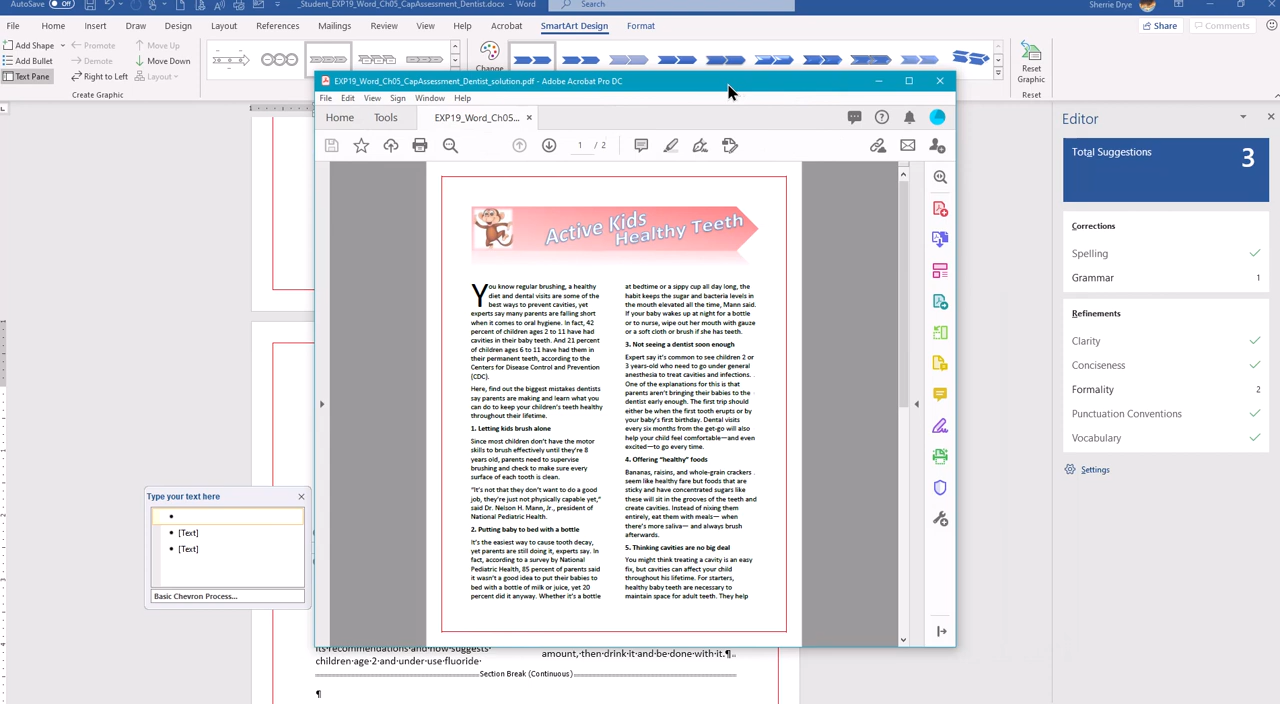 AutoSave Off _Student_EXP19_Word_Ch05_CapAssessment_Dentist.docx - Word Search Sherrie Drye
File Home Insert Draw Design Layout References Mailings Review View Help Acrobat SmartArt Design Format Share Comments
Add Shape Promote Move Up
Add Bullet Demote Move Down
Text Pane Right to Left Layout
Create Graphic
Change
Reset
Graphic
Reset
EXP19_Word_Ch05_CapAssessment_Dentist_solution.pdf - Adobe Acrobat Pro DC
File Edit View Sign Window Help
Home Tools EXP19_Word_Ch05... ×
1 / 2
Active Kids
Healthy Teeth
You know regular brushing, a healthy
diet and dental visits are some of the
best ways to prevent cavities, yet
experts say many parents are falling short
when it comes to oral hygiene. In fact, 42
percent of children ages 2 to 11 have had
cavities in their baby teeth. And 21 percent
of children ages 6 to 11 have had them in
their permanent teeth, according to the
Centers for Disease Control and Prevention
(CDC).
Here, find out the biggest mistakes dentists
say parents are making and learn what you
can do to keep your children's teeth healthy
throughout their lifetime.
1. Letting kids brush alone
Since most children don't have the motor
skills to brush effectively until they're 8
years old, parents need to supervise
brushing and check to make sure every
surface of each tooth is clean.
"It's not that they don't want to do a good
job, they're just not physically capable yet,"
said Dr. Nelson H. Mann, Jr., president of
National Pediatric Health.
2. Putting baby to bed with a bottle
It's the easiest way to cause tooth decay,
yet parents are still doing it, experts say. In
fact, according to a survey by National
Pediatric Health, 85 percent of parents said
it wasn't a good idea to put their babies to
bed with a bottle of milk or juice, yet 20
percent did it anyway. Whether it's a bottle
at bedtime or a sippy cup all day long, the
habit keeps the sugar and bacteria levels in
the mouth elevated all the time, Mann said.
If your baby wakes up at night for a bottle
or to nurse, wipe out her mouth with gauze
or a soft cloth or brush if she has teeth.
3. Not seeing a dentist soon enough
Expert say it's common to see children 2 or
3 years-old who need to go under general
anesthesia to treat cavities and infections.
One of the explanations for this is that
parents aren't bringing their babies to the
dentist early enough. The first trip should
either be when the first tooth erupts or by
your baby's first birthday. Dental visits
every six months from the get-go will also
help your child feel comfortable—and even
excited—to go every time.
4. Offering "healthy" foods
Bananas, raisins, and whole-grain crackers
seem like healthy fare but foods that are
sticky and have concentrated sugars like
these will sit in the grooves of the teeth and
create cavities. Instead of nixing them
entirely, eat them with meals— when
there's more saliva— and always brush
afterwards.
5. Thinking cavities are no big deal
You might think treating a cavity is an easy
fix, but cavities can affect your child
throughout his lifetime. For starters,
healthy baby teeth are necessary to
maintain space for adult teeth. They help
Type your text here
• [Text]
• [Text]
Basic Chevron Process...
its·recommendations·and·now·suggests·
children·age·2·and·under·use·fluoride·
amount,·then·drink·it·and·be·done·with·it.¶
Section Break (Continuous)
¶
Editor
Total Suggestions 3
Corrections
Spelling
Grammar 1
Refinements
Clarity
Conciseness
Formality 2
Punctuation Conventions
Vocabulary
Settings